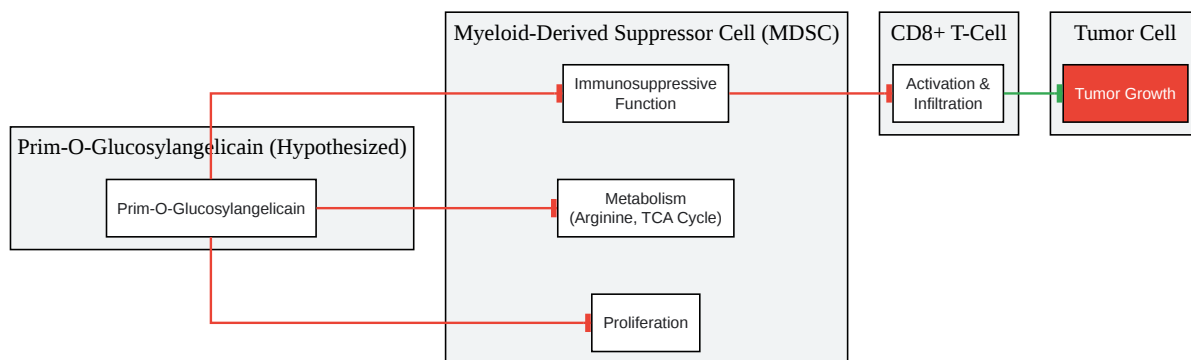 Myeloid-Derived Suppressor Cell (MDSC)
CD8+ T-Cell
Tumor Cell
Immunosuppressive
Function
Activation &
Infiltration
Tumor Growth
Prim-O-Glucosylangelicain (Hypothesized)
Prim-O-Glucosylangelicain
Metabolism
(Arginine, TCA Cycle)
Proliferation